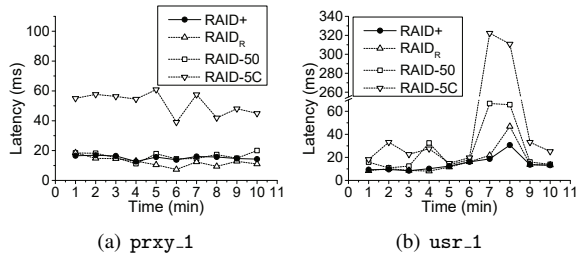 RAID+
RAID_R
RAID-50
RAID-5C
100
80
60
40
20
0
Latency (ms)
0 1 2 3 4 5 6 7 8 9 10 11
Time (min)
(a) prxy_1
RAID+
RAID_R
RAID-50
RAID-5C
340
320
300
280
260
80
60
40
20
0
Latency (ms)
0 1 2 3 4 5 6 7 8 9 10 11
Time (min)
(b) usr_1